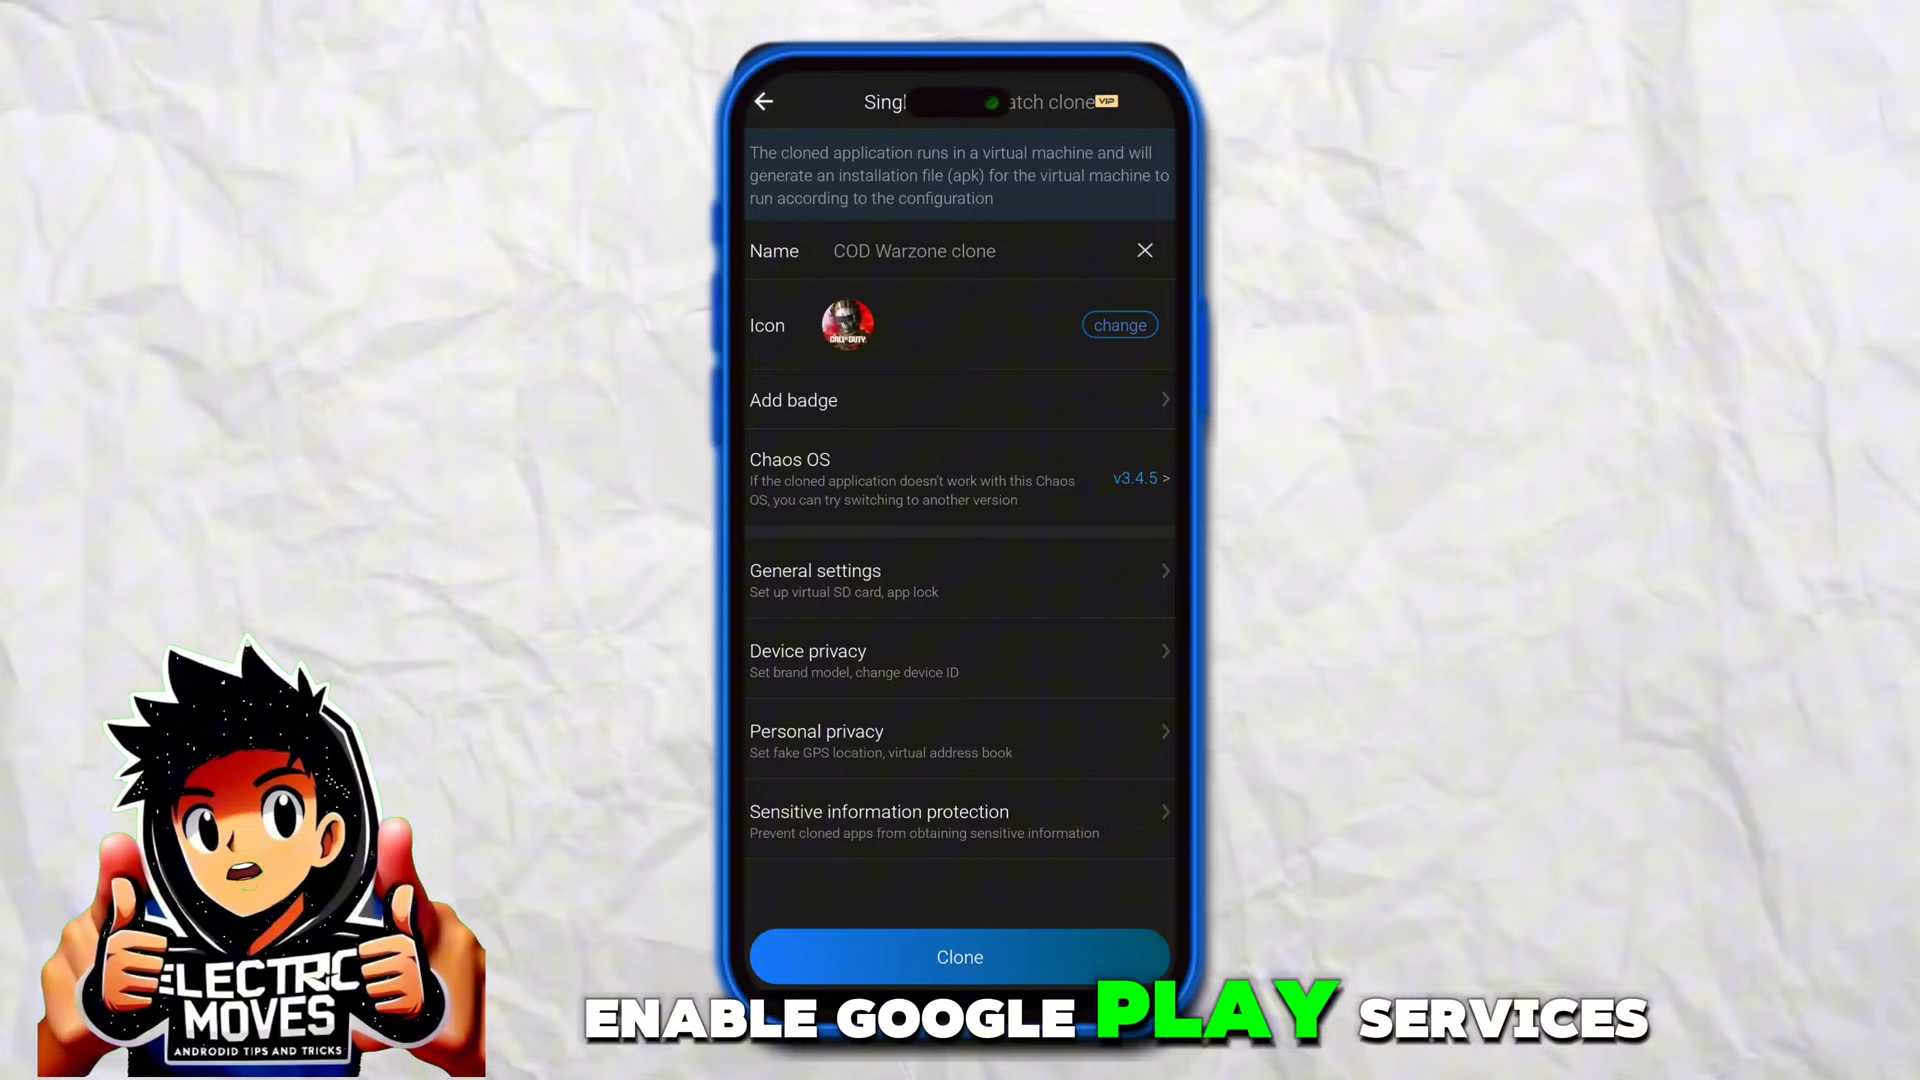 Singl
atch clone VIP
The cloned application runs in a virtual machine and will
generate an installation file (apk) for the virtual machine to
run according to the configuration
Name COD Warzone clone
Icon CALL OF DUTY change
Add badge
Chaos OS
If the cloned application doesn't work with this Chaos
OS, you can try switching to another version
v3.4.5 >
General settings
Set up virtual SD card, app lock
Device privacy
Set brand model, change device ID
Personal privacy
Set fake GPS location, virtual address book
Sensitive information protection
Prevent cloned apps from obtaining sensitive information
Clone
ELECTRIC
MOVES
ANDRODID TIPS AND TRICKS
ENABLE GOOGLE PLAY SERVICES